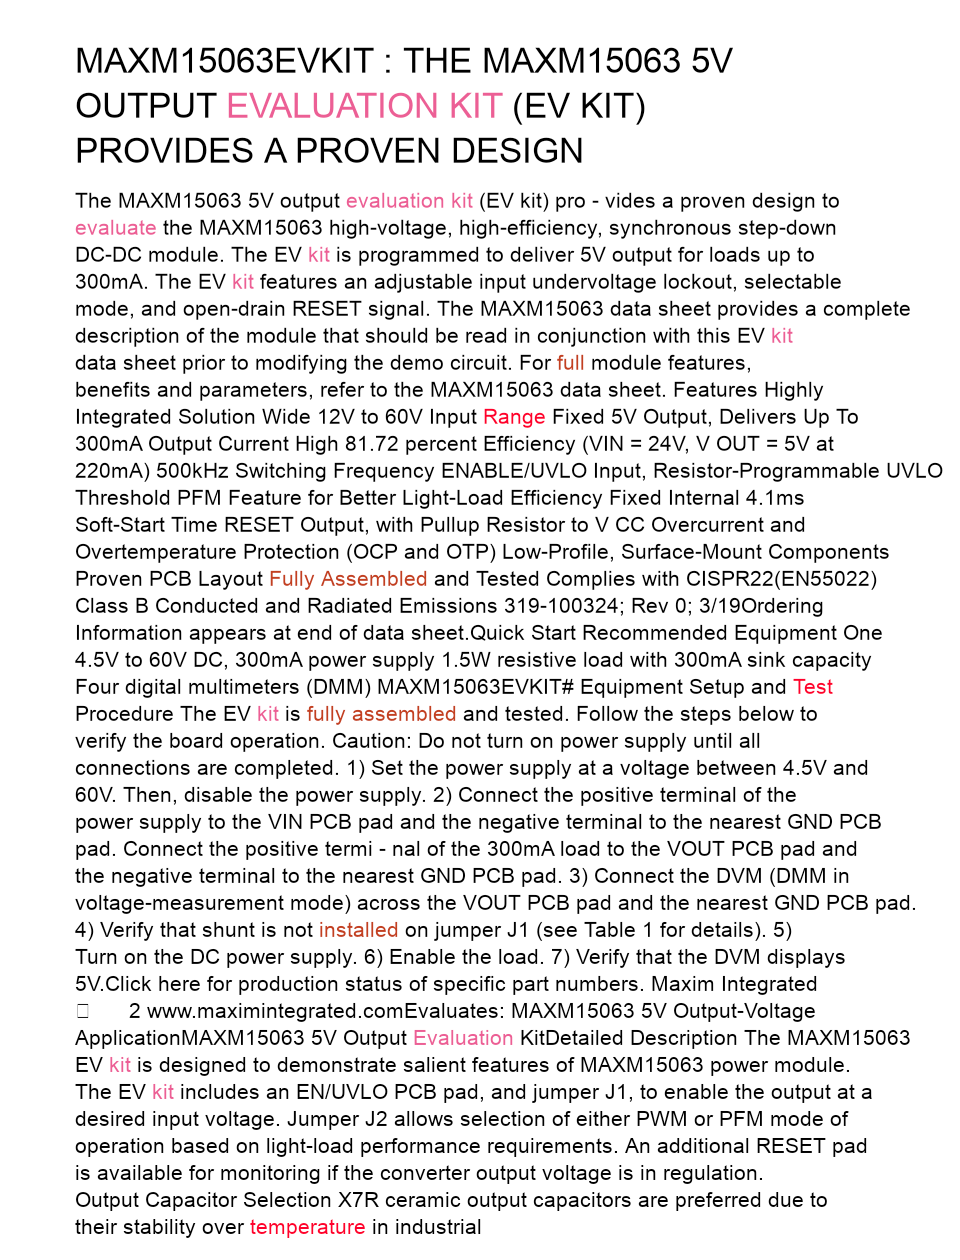 MAXM15063EVKIT : THE MAXM15063 5V
OUTPUT EVALUATION KIT (EV KIT)
PROVIDES A PROVEN DESIGN
The MAXM15063 5V output evaluation kit (EV kit) pro - vides a proven design to
evaluate the MAXM15063 high-voltage, high-efficiency, synchronous step-down
DC-DC module. The EV kit is programmed to deliver 5V output for loads up to
300mA. The EV kit features an adjustable input undervoltage lockout, selectable
mode, and open-drain RESET signal. The MAXM15063 data sheet provides a complete
description of the module that should be read in conjunction with this EV kit
data sheet prior to modifying the demo circuit. For full module features,
benefits and parameters, refer to the MAXM15063 data sheet. Features Highly
Integrated Solution Wide 12V to 60V Input Range Fixed 5V Output, Delivers Up To
300mA Output Current High 81.72 percent Efficiency (VIN = 24V, V OUT = 5V at
220mA) 500kHz Switching Frequency ENABLE/UVLO Input, Resistor-Programmable UVLO
Threshold PFM Feature for Better Light-Load Efficiency Fixed Internal 4.1ms
Soft-Start Time RESET Output, with Pullup Resistor to V CC Overcurrent and
Overtemperature Protection (OCP and OTP) Low-Profile, Surface-Mount Components
Proven PCB Layout Fully Assembled and Tested Complies with CISPR22(EN55022)
Class B Conducted and Radiated Emissions 319-100324; Rev 0; 3/19Ordering
Information appears at end of data sheet.Quick Start Recommended Equipment One
4.5V to 60V DC, 300mA power supply 1.5W resistive load with 300mA sink capacity
Four digital multimeters (DMM) MAXM15063EVKIT# Equipment Setup and Test
Procedure The EV kit is fully assembled and tested. Follow the steps below to
verify the board operation. Caution: Do not turn on power supply until all
connections are completed. 1) Set the power supply at a voltage between 4.5V and
60V. Then, disable the power supply. 2) Connect the positive terminal of the
power supply to the VIN PCB pad and the negative terminal to the nearest GND PCB
pad. Connect the positive termi - nal of the 300mA load to the VOUT PCB pad and
the negative terminal to the nearest GND PCB pad. 3) Connect the DVM (DMM in
voltage-measurement mode) across the VOUT PCB pad and the nearest GND PCB pad.
4) Verify that shunt is not installed on jumper J1 (see Table 1 for details). 5)
Turn on the DC power supply. 6) Enable the load. 7) Verify that the DVM displays
5V.Click here for production status of specific part numbers. Maxim Integrated
2 www.maximintegrated.comEvaluates: MAXM15063 5V Output-Voltage
ApplicationMAXM15063 5V Output Evaluation KitDetailed Description The MAXM15063
EV kit is designed to demonstrate salient features of MAXM15063 power module.
The EV kit includes an EN/UVLO PCB pad, and jumper J1, to enable the output at a
desired input voltage. Jumper J2 allows selection of either PWM or PFM mode of
operation based on light-load performance requirements. An additional RESET pad
is available for monitoring if the converter output voltage is in regulation.
Output Capacitor Selection X7R ceramic output capacitors are preferred due to
their stability over temperature in industrial